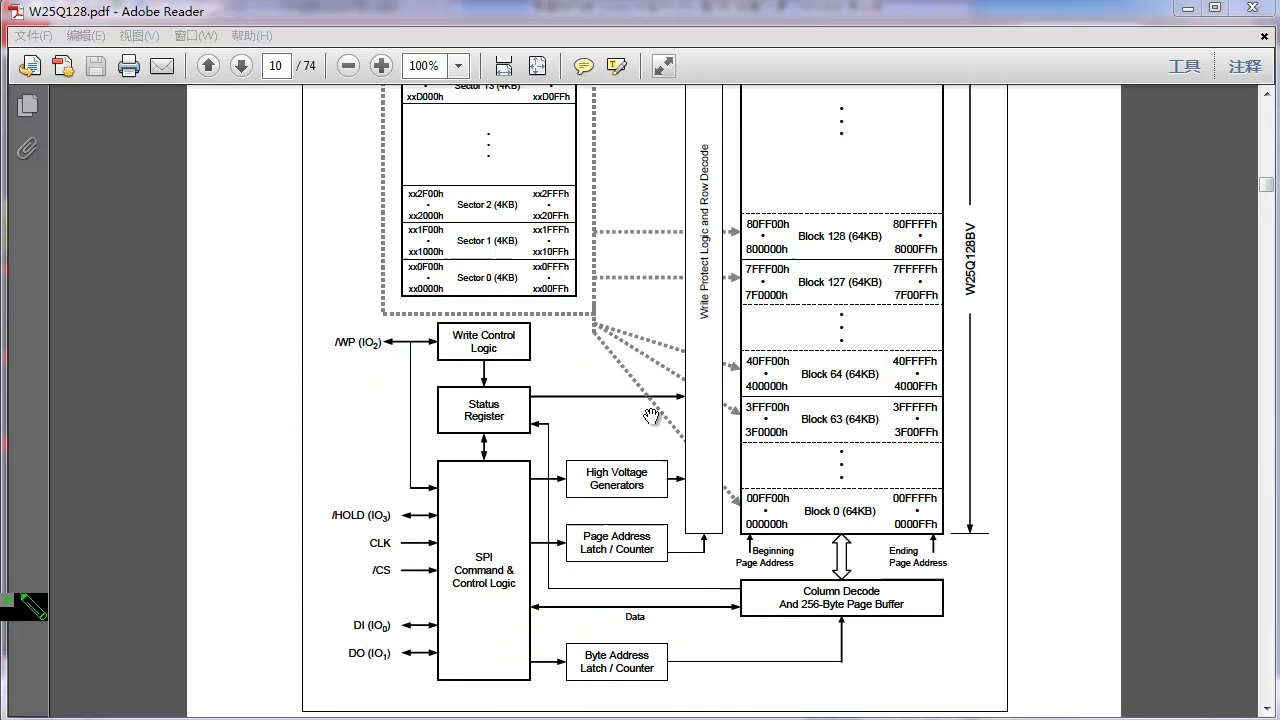 W25Q128.pdf - Adobe Reader
文件(F) 编辑(E) 视图(V) 窗口(W) 帮助(H)
10 / 74 100% 工具 注释
Sector 13 (4KB)
xxD000h xxD0FFh
xx2F00h xx2FFFh
Sector 2 (4KB)
xx2000h xx20FFh
xx1F00h xx1FFFh
Sector 1 (4KB)
xx1000h xx10FFh
xx0F00h xx0FFFh
Sector 0 (4KB)
xx0000h xx00FFh
Write Protect Logic and Row Decode
80FF00h 80FFFFh
Block 128 (64KB)
800000h 8000FFh
7FFF00h 7FFFFFh
Block 127 (64KB)
7F0000h 7F00FFh
40FF00h 40FFFFh
Block 64 (64KB)
400000h 4000FFh
3FFF00h 3FFFFFh
Block 63 (64KB)
3F0000h 3F00FFh
00FF00h 00FFFFh
Block 0 (64KB)
000000h 0000FFh
W25Q128BV
Beginning
Page Address
Ending
Page Address
/WP (IO2)
Write Control
Logic
Status
Register
High Voltage
Generators
/HOLD (IO3)
CLK
/CS
DI (IO0)
DO (IO1)
SPI
Command &
Control Logic
Page Address
Latch / Counter
Column Decode
And 256-Byte Page Buffer
Data
Byte Address
Latch / Counter